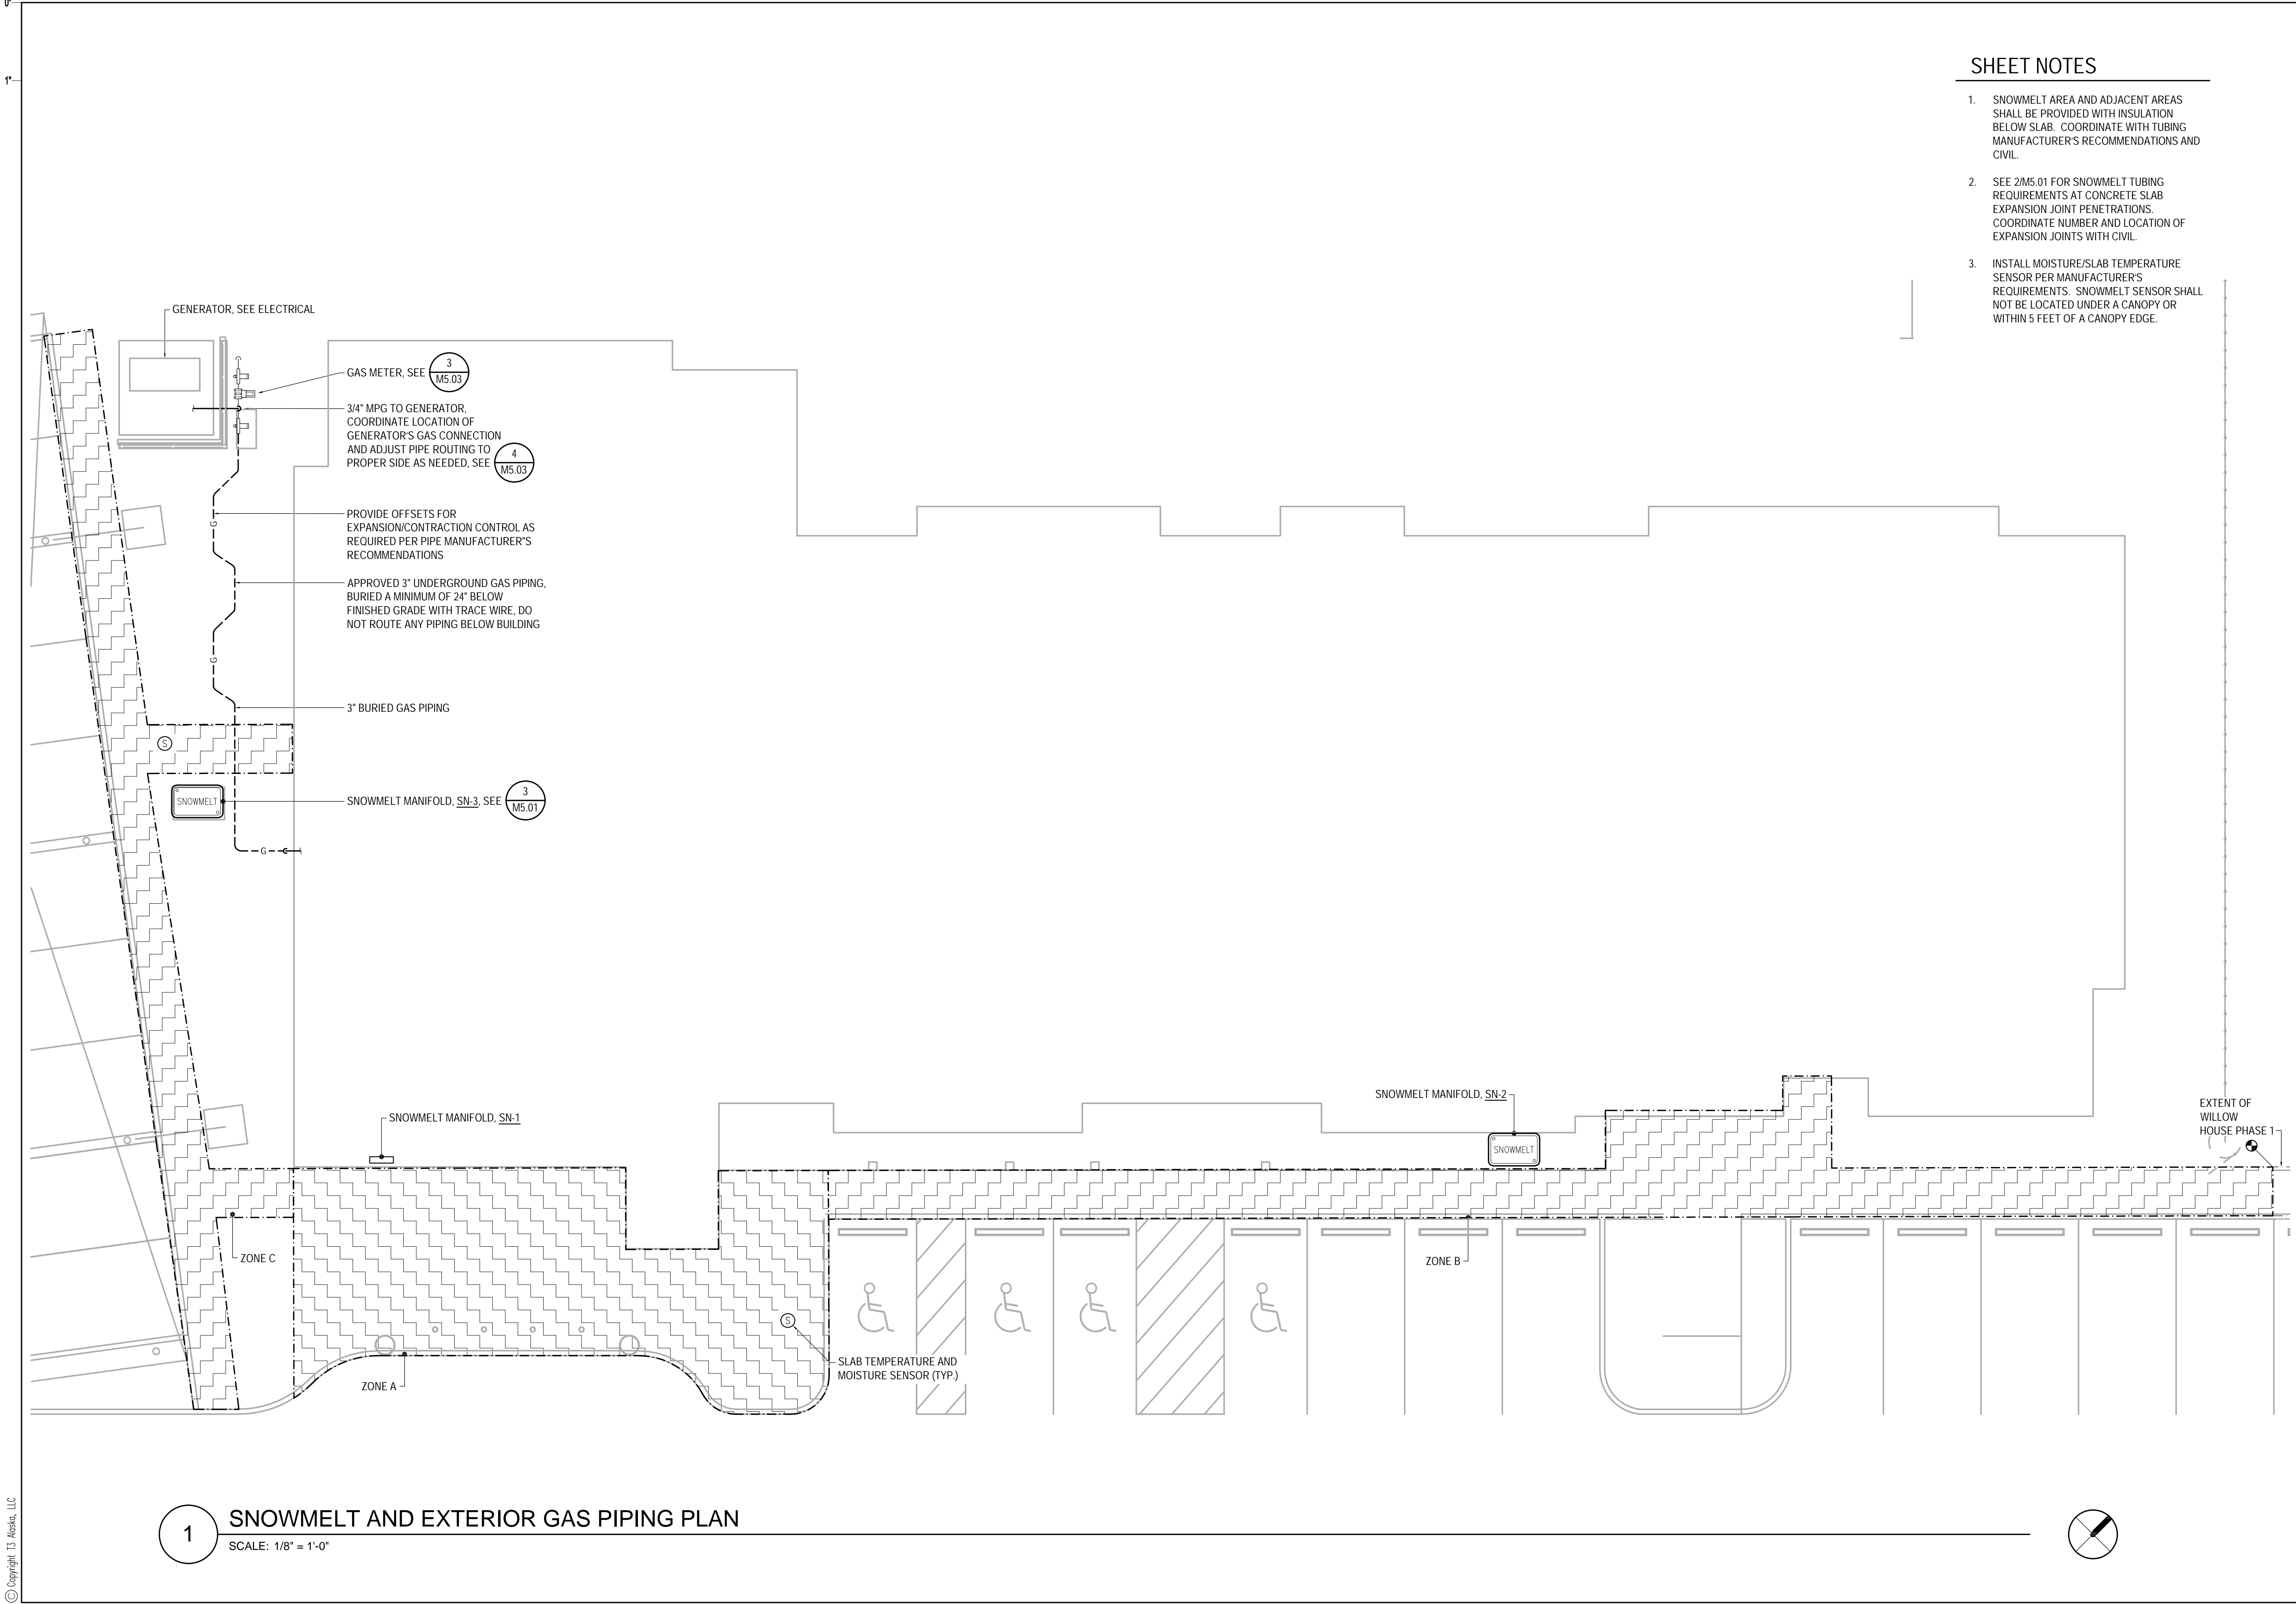 0"
1"
SHEET NOTES
1. SNOWMELT AREA AND ADJACENT AREAS
SHALL BE PROVIDED WITH INSULATION
BELOW SLAB. COORDINATE WITH TUBING
MANUFACTURER'S RECOMMENDATIONS AND
CIVIL.
2. SEE 2/M5.01 FOR SNOWMELT TUBING
REQUIREMENTS AT CONCRETE SLAB
EXPANSION JOINT PENETRATIONS.
COORDINATE NUMBER AND LOCATION OF
EXPANSION JOINTS WITH CIVIL.
3. INSTALL MOISTURE/SLAB TEMPERATURE
SENSOR PER MANUFACTURER'S
REQUIREMENTS. SNOWMELT SENSOR SHALL
NOT BE LOCATED UNDER A CANOPY OR
WITHIN 5 FEET OF A CANOPY EDGE.
GENERATOR, SEE ELECTRICAL
GAS METER, SEE
3
M5.03
3/4" MPG TO GENERATOR,
COORDINATE LOCATION OF
GENERATOR'S GAS CONNECTION
AND ADJUST PIPE ROUTING TO
PROPER SIDE AS NEEDED, SEE
4
M5.03
PROVIDE OFFSETS FOR
EXPANSION/CONTRACTION CONTROL AS
REQUIRED PER PIPE MANUFACTURER"S
RECOMMENDATIONS
G
APPROVED 3" UNDERGROUND GAS PIPING,
BURIED A MINIMUM OF 24" BELOW
FINISHED GRADE WITH TRACE WIRE, DO
NOT ROUTE ANY PIPING BELOW BUILDING
G
3" BURIED GAS PIPING
S
SNOWMELT
SNOWMELT MANIFOLD, SN-3, SEE
3
M5.01
G
SNOWMELT MANIFOLD, SN-1
SNOWMELT MANIFOLD, SN-2
SNOWMELT
EXTENT OF
WILLOW
HOUSE PHASE 1
ZONE C
ZONE B
S
SLAB TEMPERATURE AND
MOISTURE SENSOR (TYP.)
ZONE A
1
SNOWMELT AND EXTERIOR GAS PIPING PLAN
SCALE: 1/8" = 1'-0"
© Copyright T3 Alaska, LLC